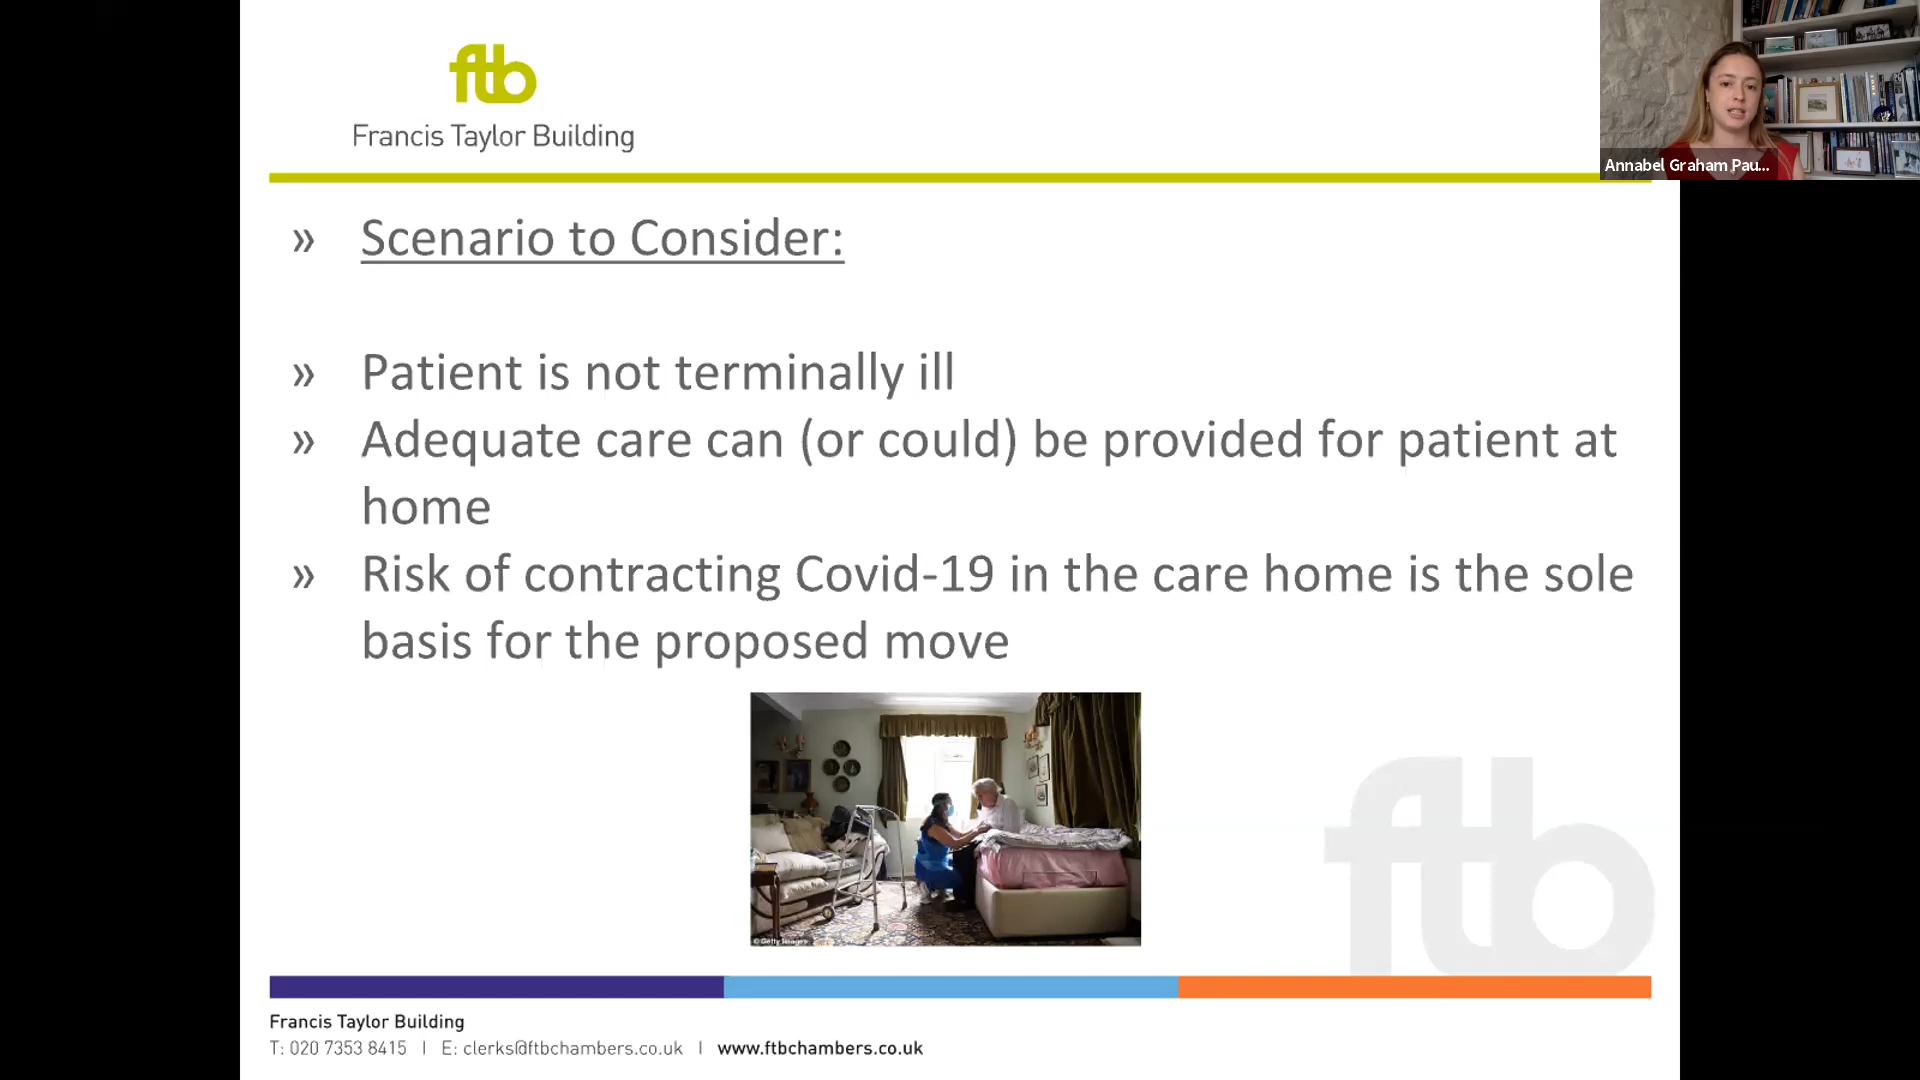 ftb
Francis Taylor Building
Annabel Graham Pau...
» Scenario to Consider:
» Patient is not terminally ill
» Adequate care can (or could) be provided for patient at
home
» Risk of contracting Covid-19 in the care home is the sole
basis for the proposed move
© Getty Images
ftb
Francis Taylor Building
T: 020 7353 8415 I E: clerks@ftbchambers.co.uk I www.ftbchambers.co.uk